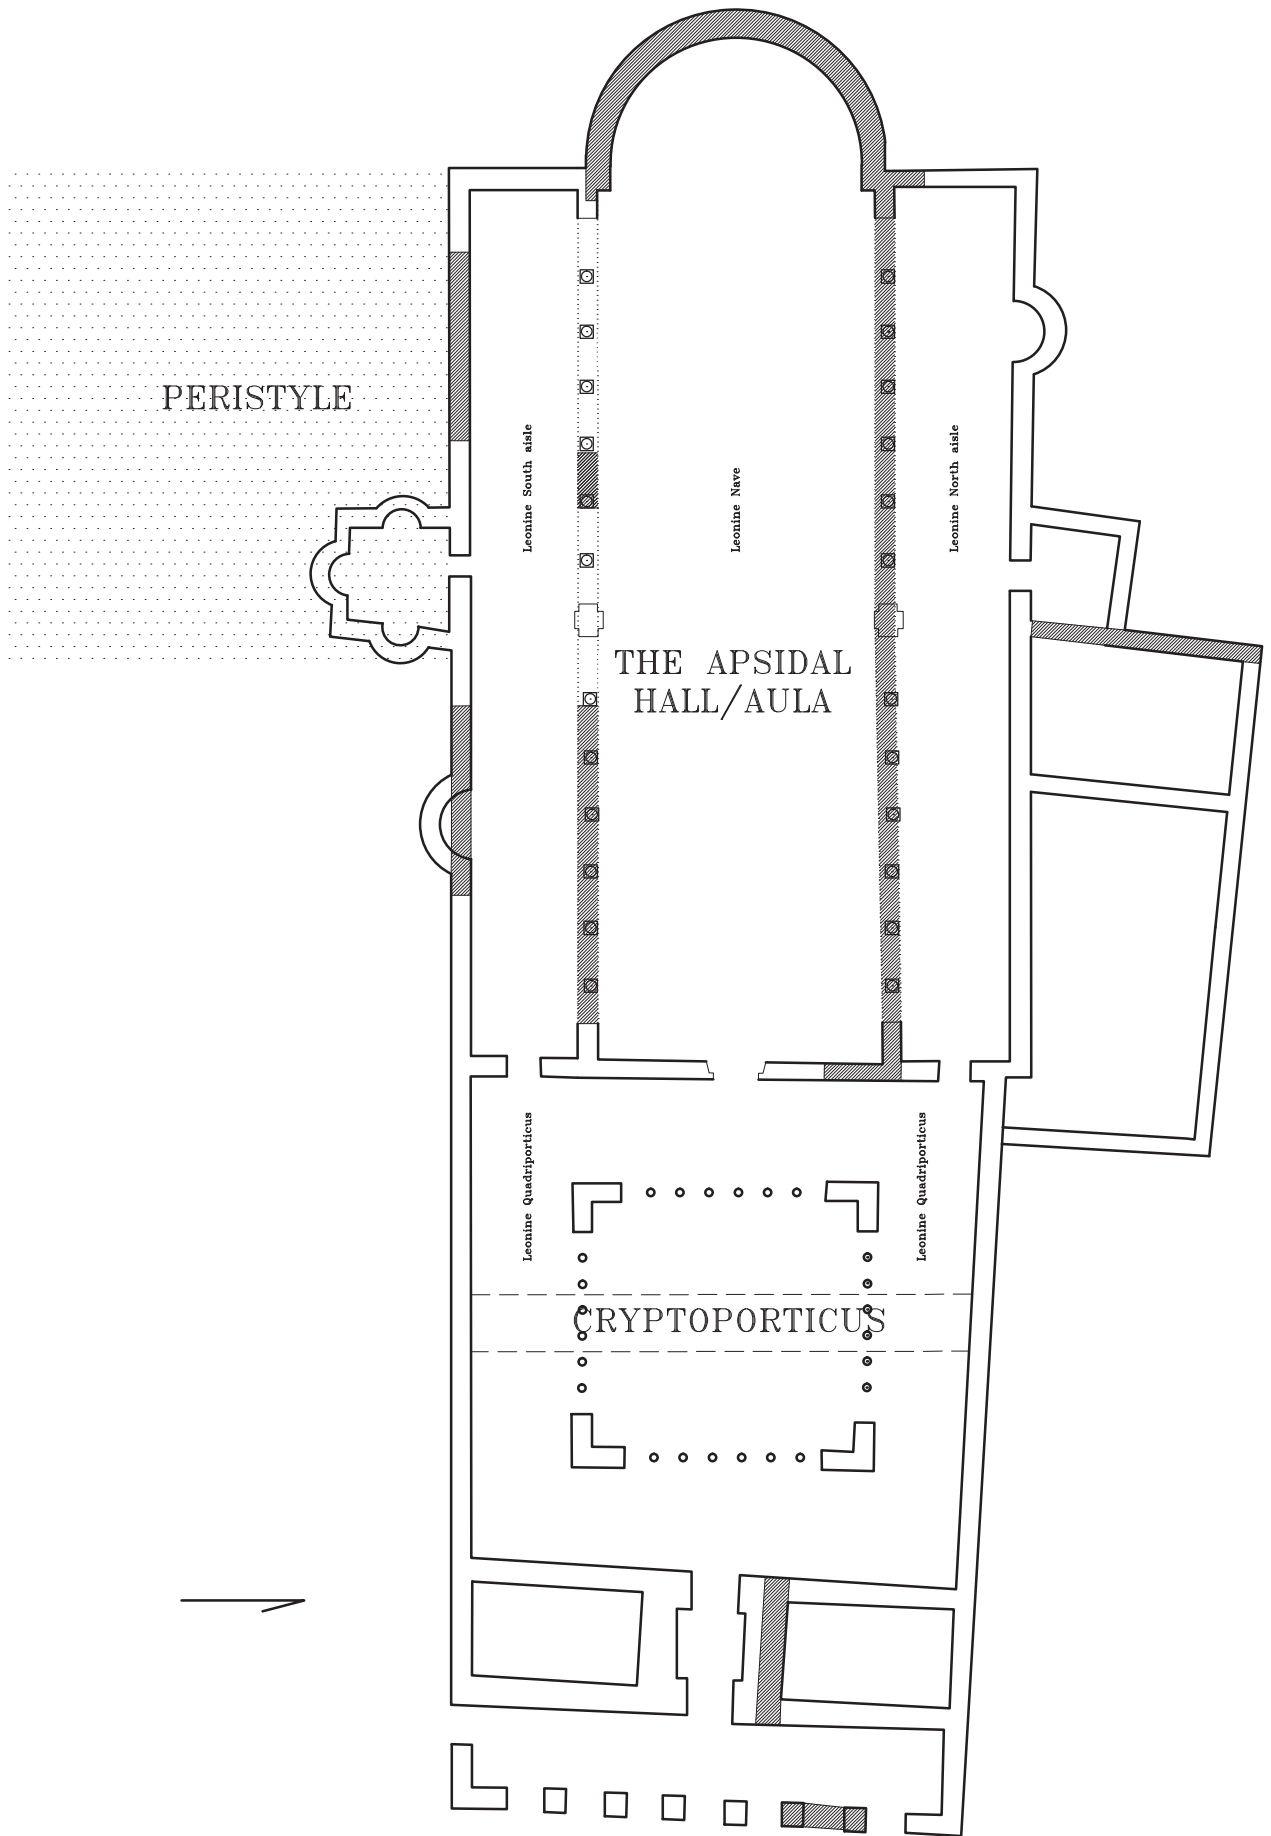 PERISTYLE
Leonine South aisle
Leonine Nave
Leonine North aisle
THE APSIDAL
HALL/AULA
Leonine Quadriporticus
Leonine Quadriporticus
CRYPTOPORTICUS